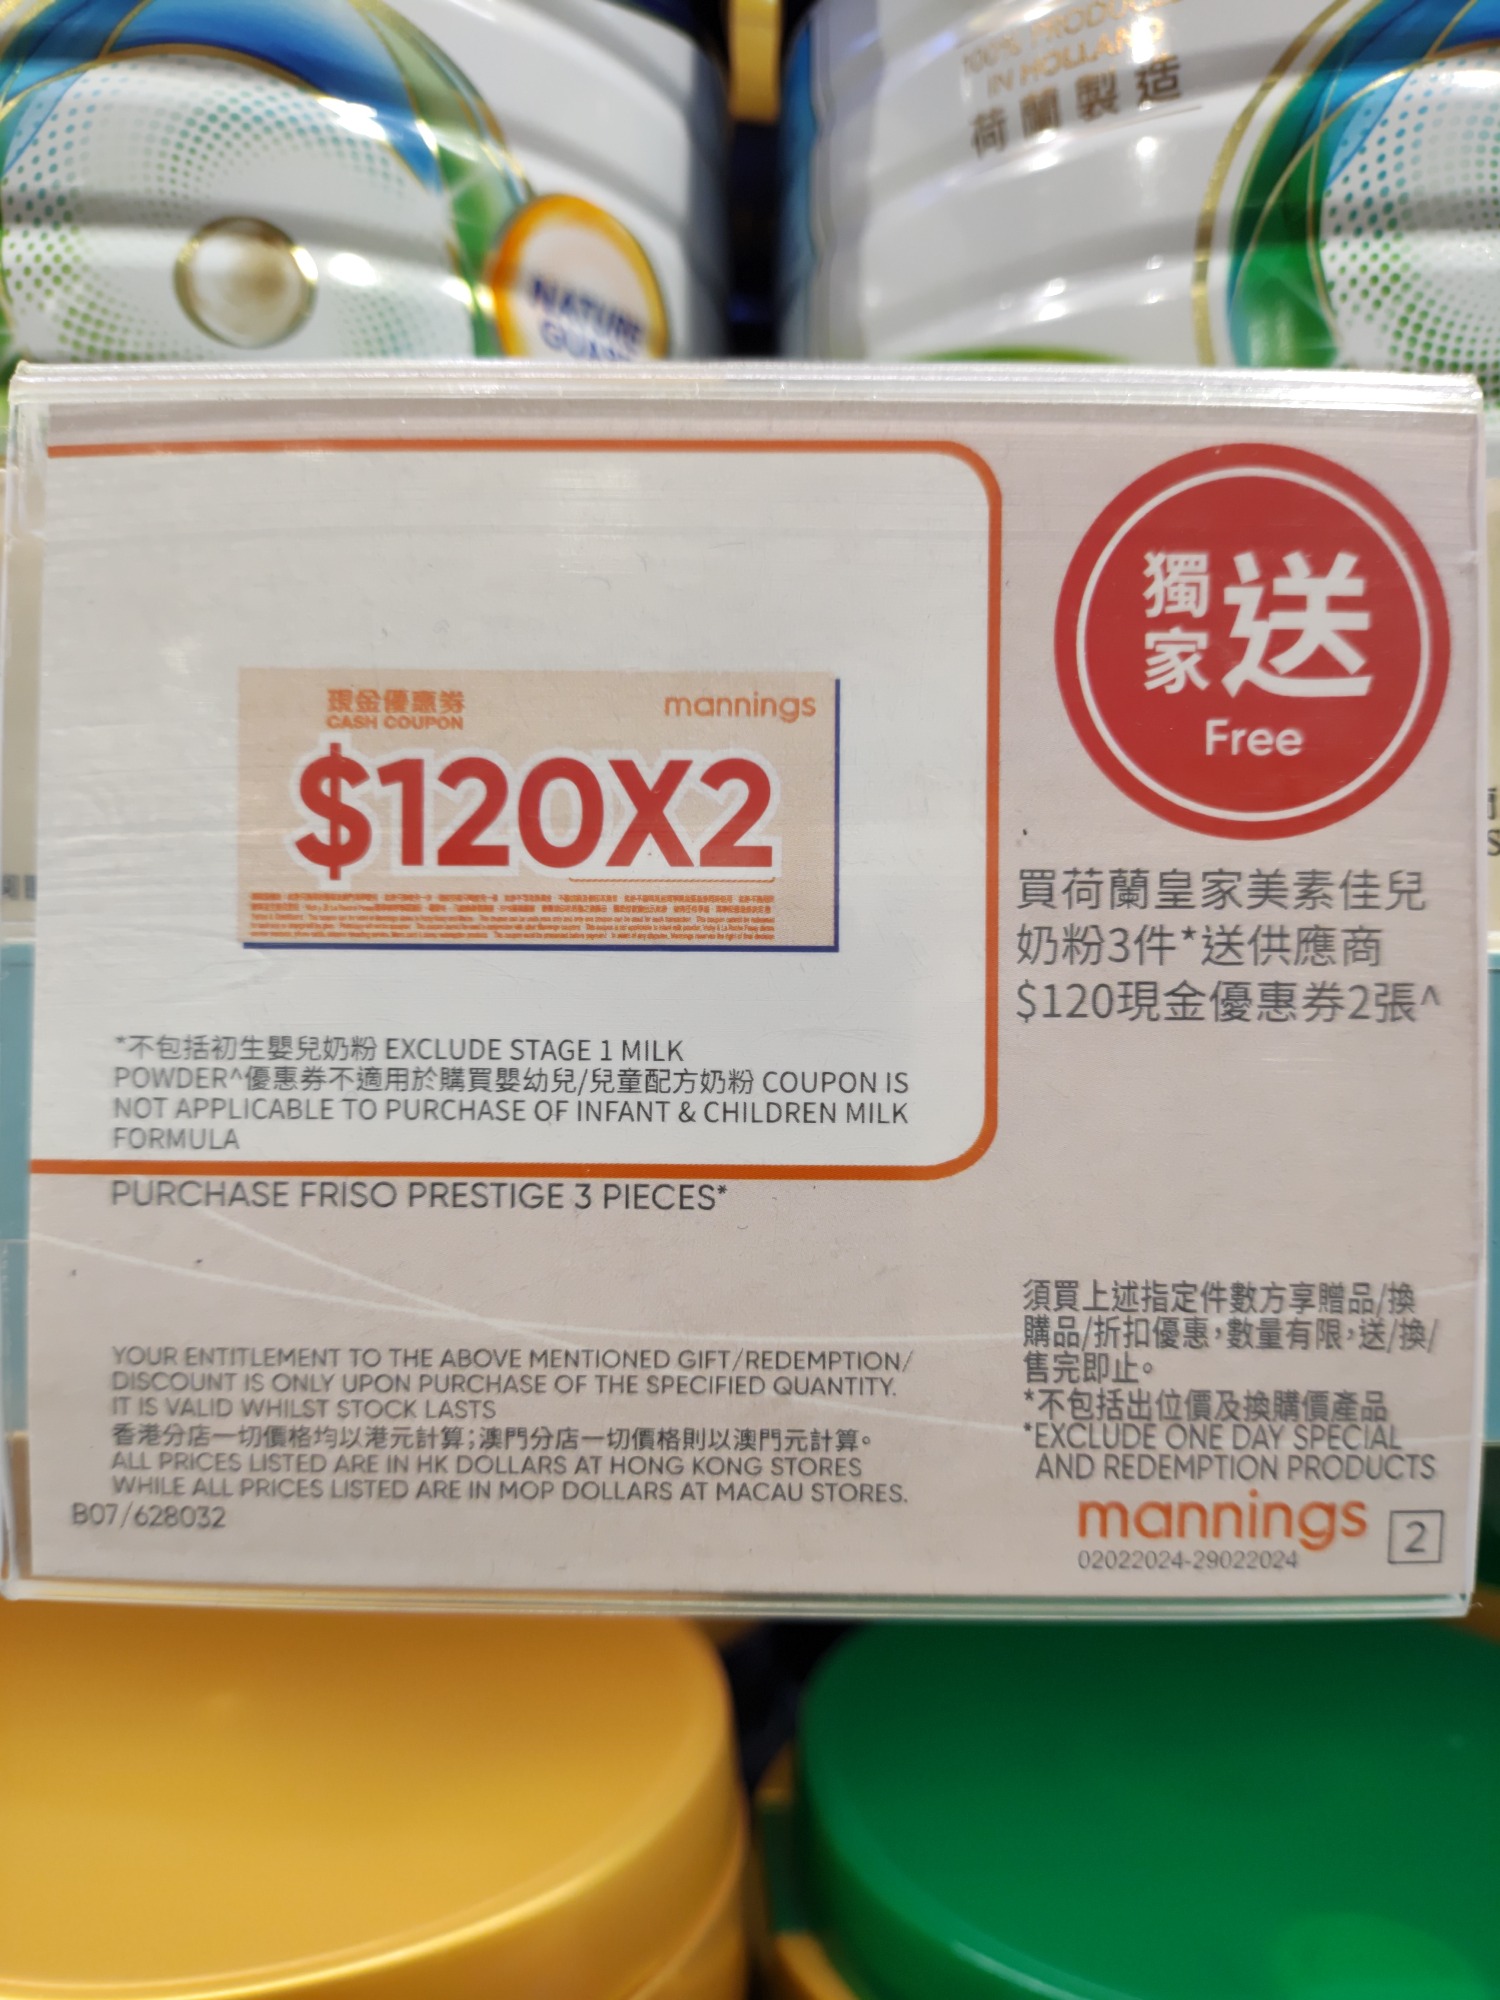 100% PRODUCED
IN HOLLAND
荷蘭製造
NATURE
現金優惠券
CASH COUPON
mannings
$120X2
獨家送
Free
買荷蘭皇家美素佳兒
奶粉3件*送供應商
$120現金優惠券2張^
*不包括初生嬰兒奶粉 EXCLUDE STAGE 1 MILK
POWDER^優惠券不適用於購買嬰幼兒/兒童配方奶粉 COUPON IS
NOT APPLICABLE TO PURCHASE OF INFANT & CHILDREN MILK
FORMULA
PURCHASE FRISO PRESTIGE 3 PIECES*
YOUR ENTITLEMENT TO THE ABOVE MENTIONED GIFT/REDEMPTION/
DISCOUNT IS ONLY UPON PURCHASE OF THE SPECIFIED QUANTITY.
IT IS VALID WHILST STOCK LASTS
香港分店一切價格均以港元計算;澳門分店一切價格則以澳門元計算。
ALL PRICES LISTED ARE IN HK DOLLARS AT HONG KONG STORES
WHILE ALL PRICES LISTED ARE IN MOP DOLLARS AT MACAU STORES.
B07/628032
須買上述指定件數方享贈品/換
購品/折扣優惠,數量有限,送/換/
售完即止。
*不包括出位價及換購價產品
*EXCLUDE ONE DAY SPECIAL
AND REDEMPTION PRODUCTS
mannings
02022024-29022024
2